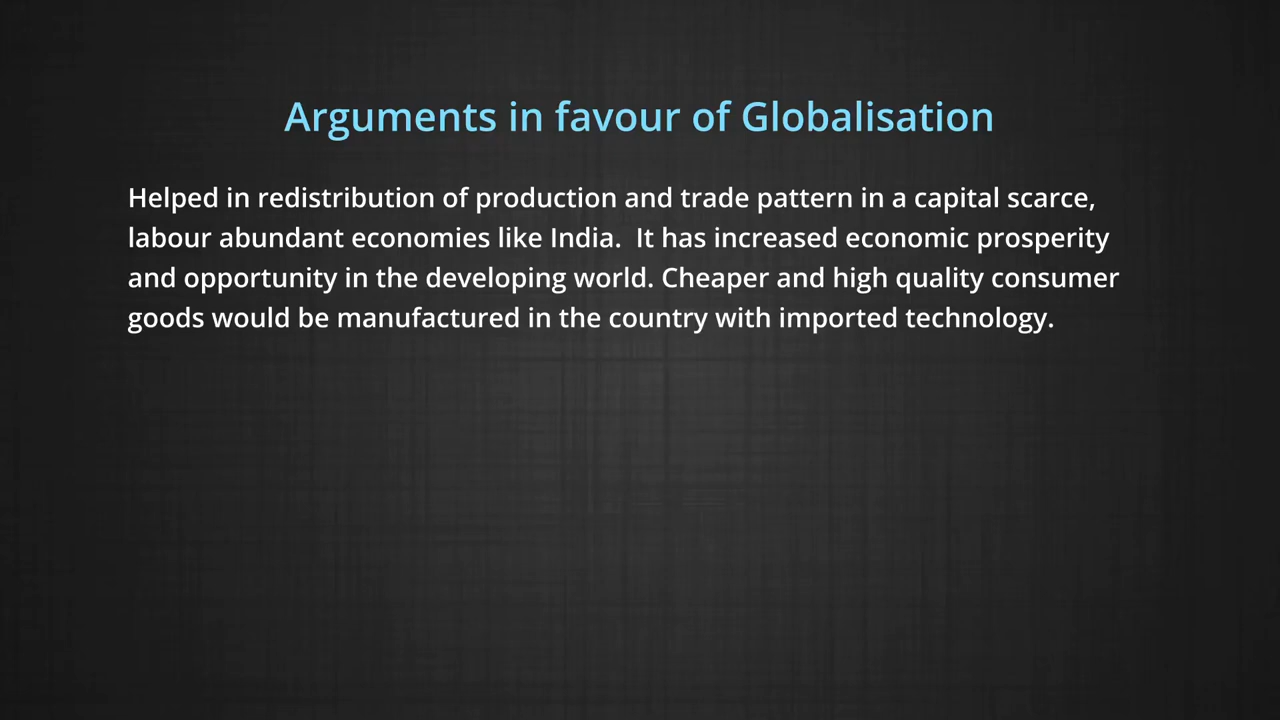 Arguments in favour of Globalisation
Helped in redistribution of production and trade pattern in a capital scarce,
labour abundant economies like India.  It has increased economic prosperity
and opportunity in the developing world. Cheaper and high quality consumer
goods would be manufactured in the country with imported technology.